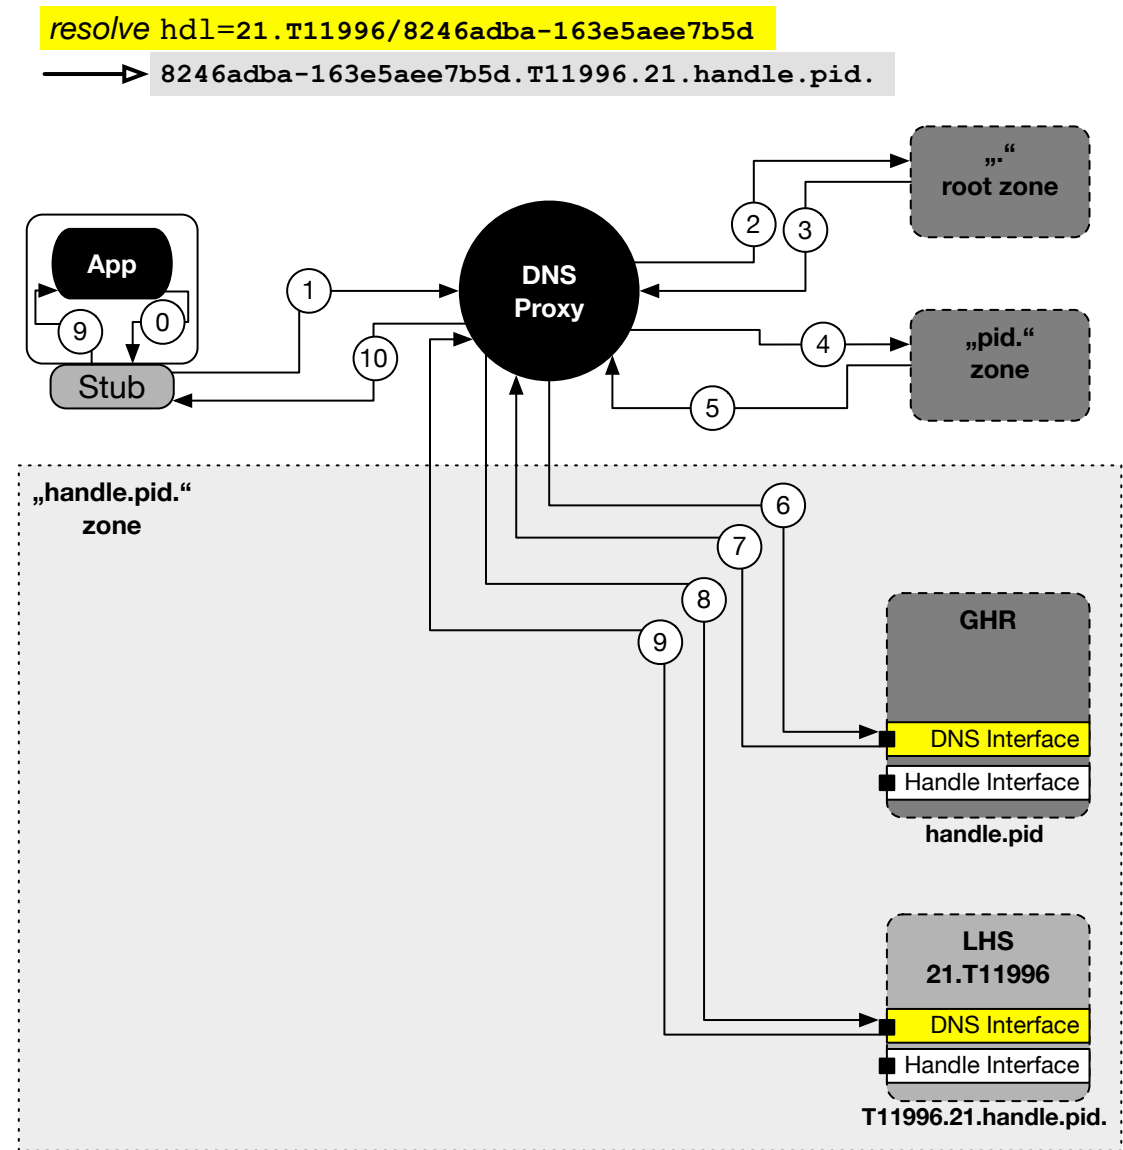 resolve hdl=21.T11996/8246adba-163e5aee7b5d
8246adba-163e5aee7b5d.T11996.21.handle.pid.
„.“
root zone
2
3
App
DNS
Proxy
1
9
0
10
Stub
„pid.“
zone
4
5
„handle.pid.“
zone
6
7
8
9
GHR
DNS Interface
Handle Interface
handle.pid
LHS
21.T11996
DNS Interface
Handle Interface
T11996.21.handle.pid.